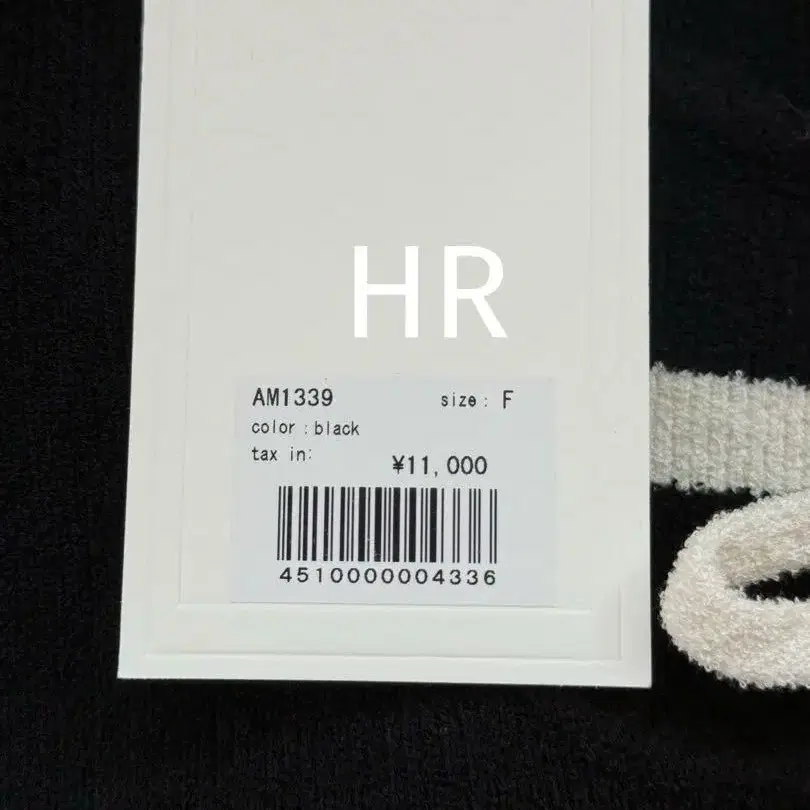 HR
AM1339 size: F
color:black
tax in:
¥11,000
4510000004336